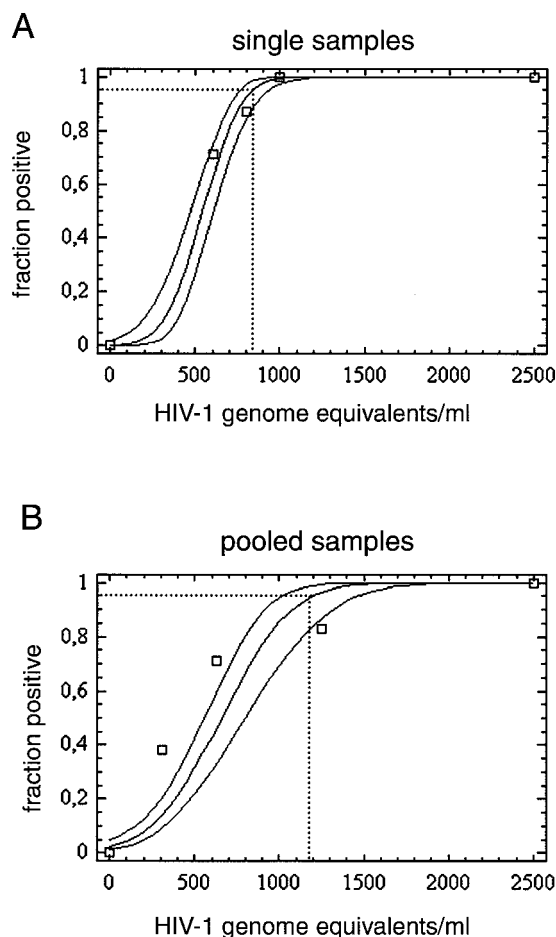 A
single samples
fraction positive
1
0,8
0,6
0,4
0,2
0
0 500 1000 1500 2000 2500
HIV-1 genome equivalents/ml
B
pooled samples
fraction positive
1
0,8
0,6
0,4
0,2
0
0 500 1000 1500 2000 2500
HIV-1 genome equivalents/ml